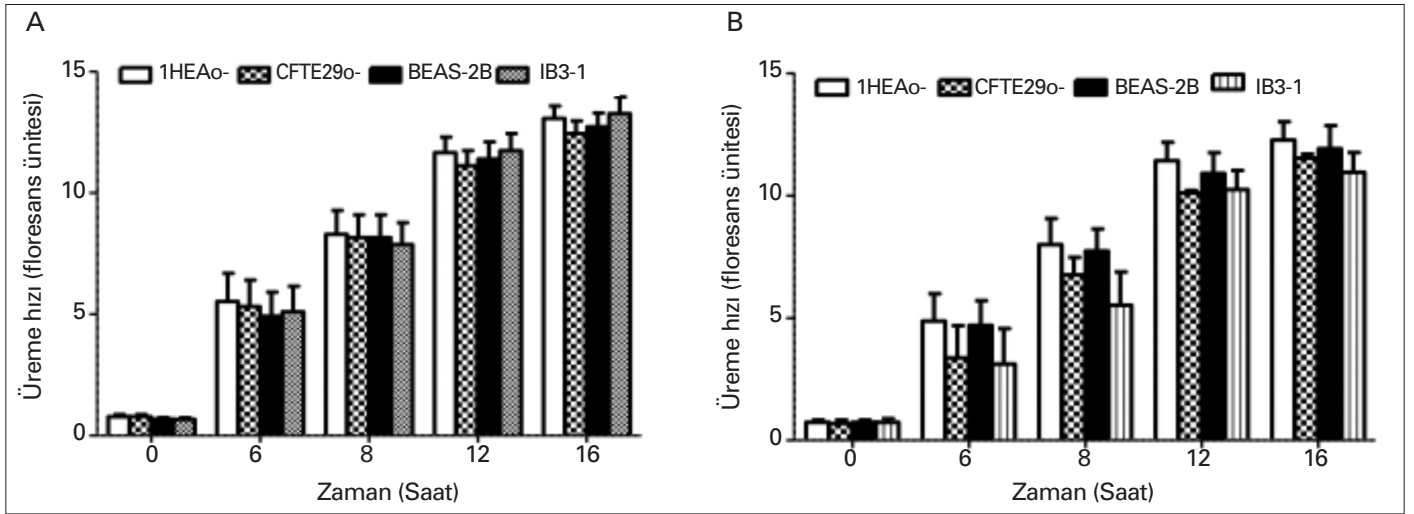 A
1HEAo- CFTE29o- BEAS-2B IB3-1
Üreme hızı (floresans ünitesi)
15
10
5
0
0 6 8 12 16
Zaman (Saat)
B
1HEAo- CFTE29o- BEAS-2B IB3-1
Üreme hızı (floresans ünitesi)
15
10
5
0
0 6 8 12 16
Zaman (Saat)